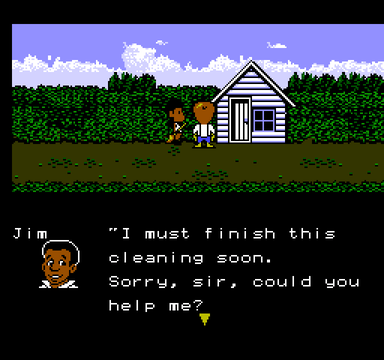 Jim
"I must finish this
cleaning soon.
Sorry, sir, could you
help me?